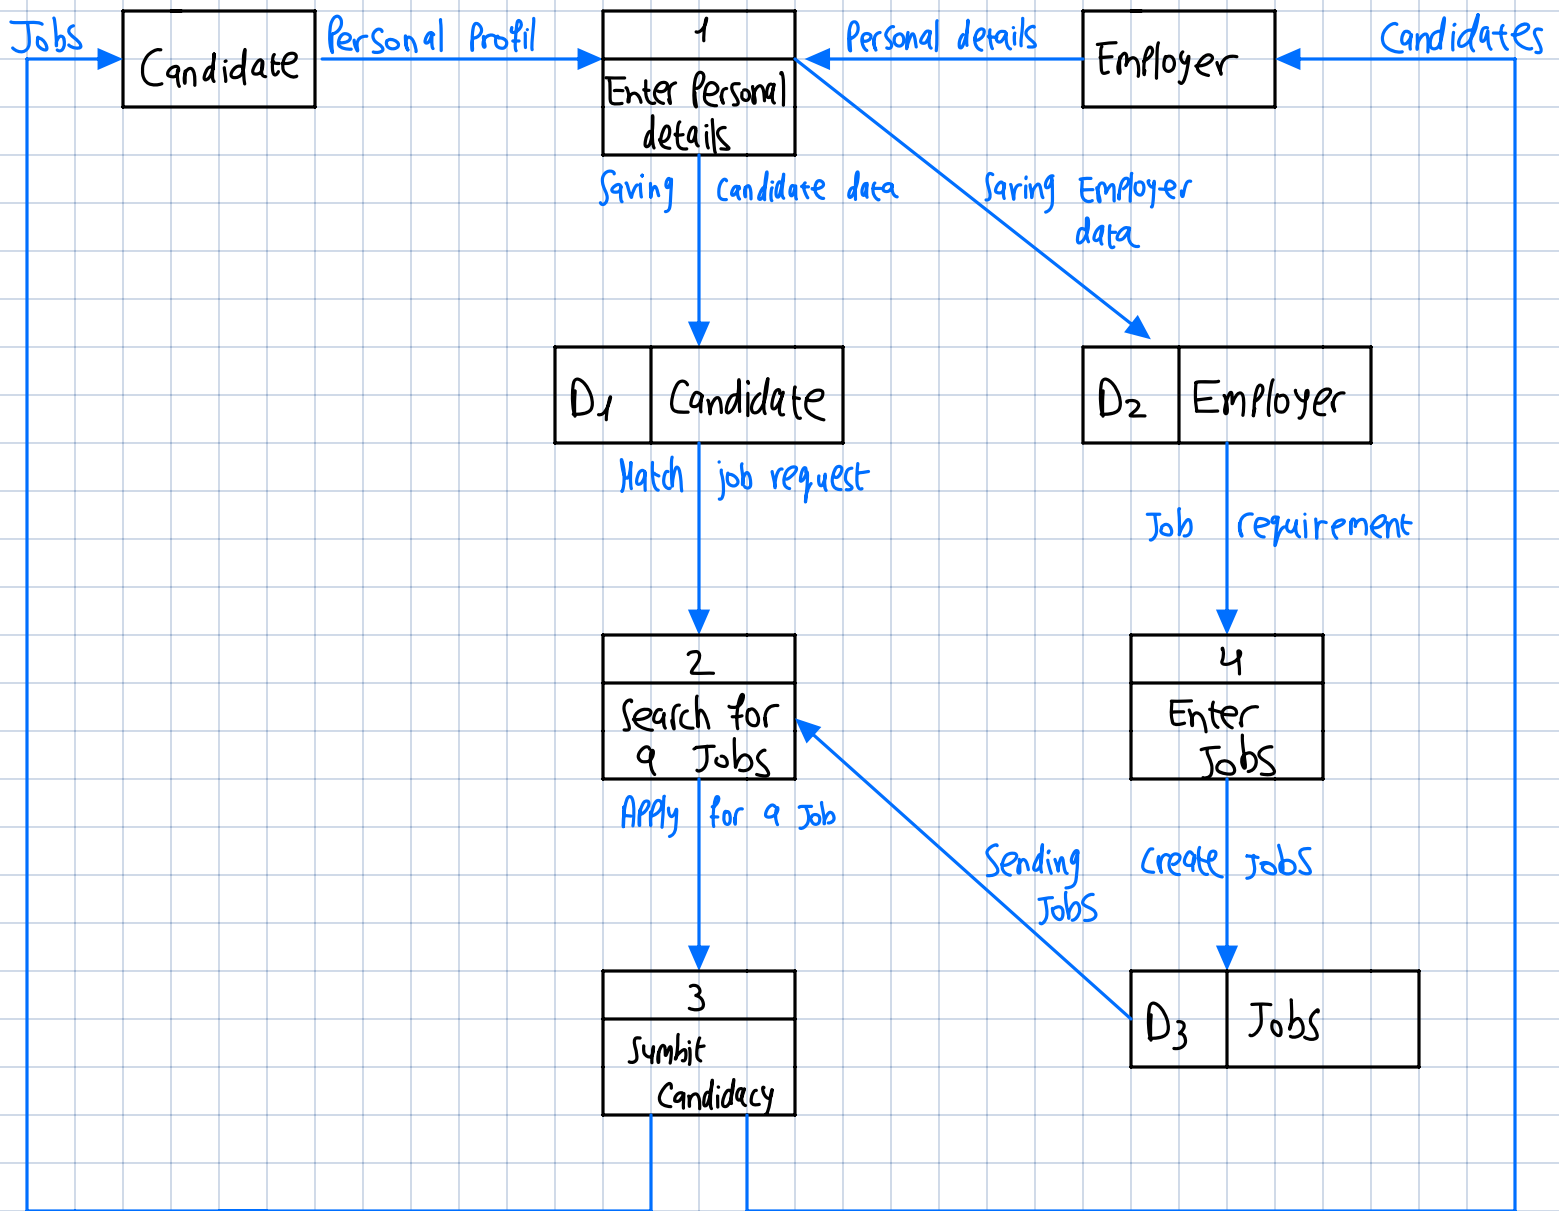 Jobs
Candidate
Personal Profil
1
Enter Personal
details
Personal details
Employer
Candidates
Saving Candidate data
Saving Employer
data
D1 Candidate
D2 Employer
Match job request
Job requirement
2
Search for
a Jobs
4
Enter
Jobs
Apply for a Job
Sending
Jobs
Create Jobs
3
Sumbit
Candidacy
D3 Jobs